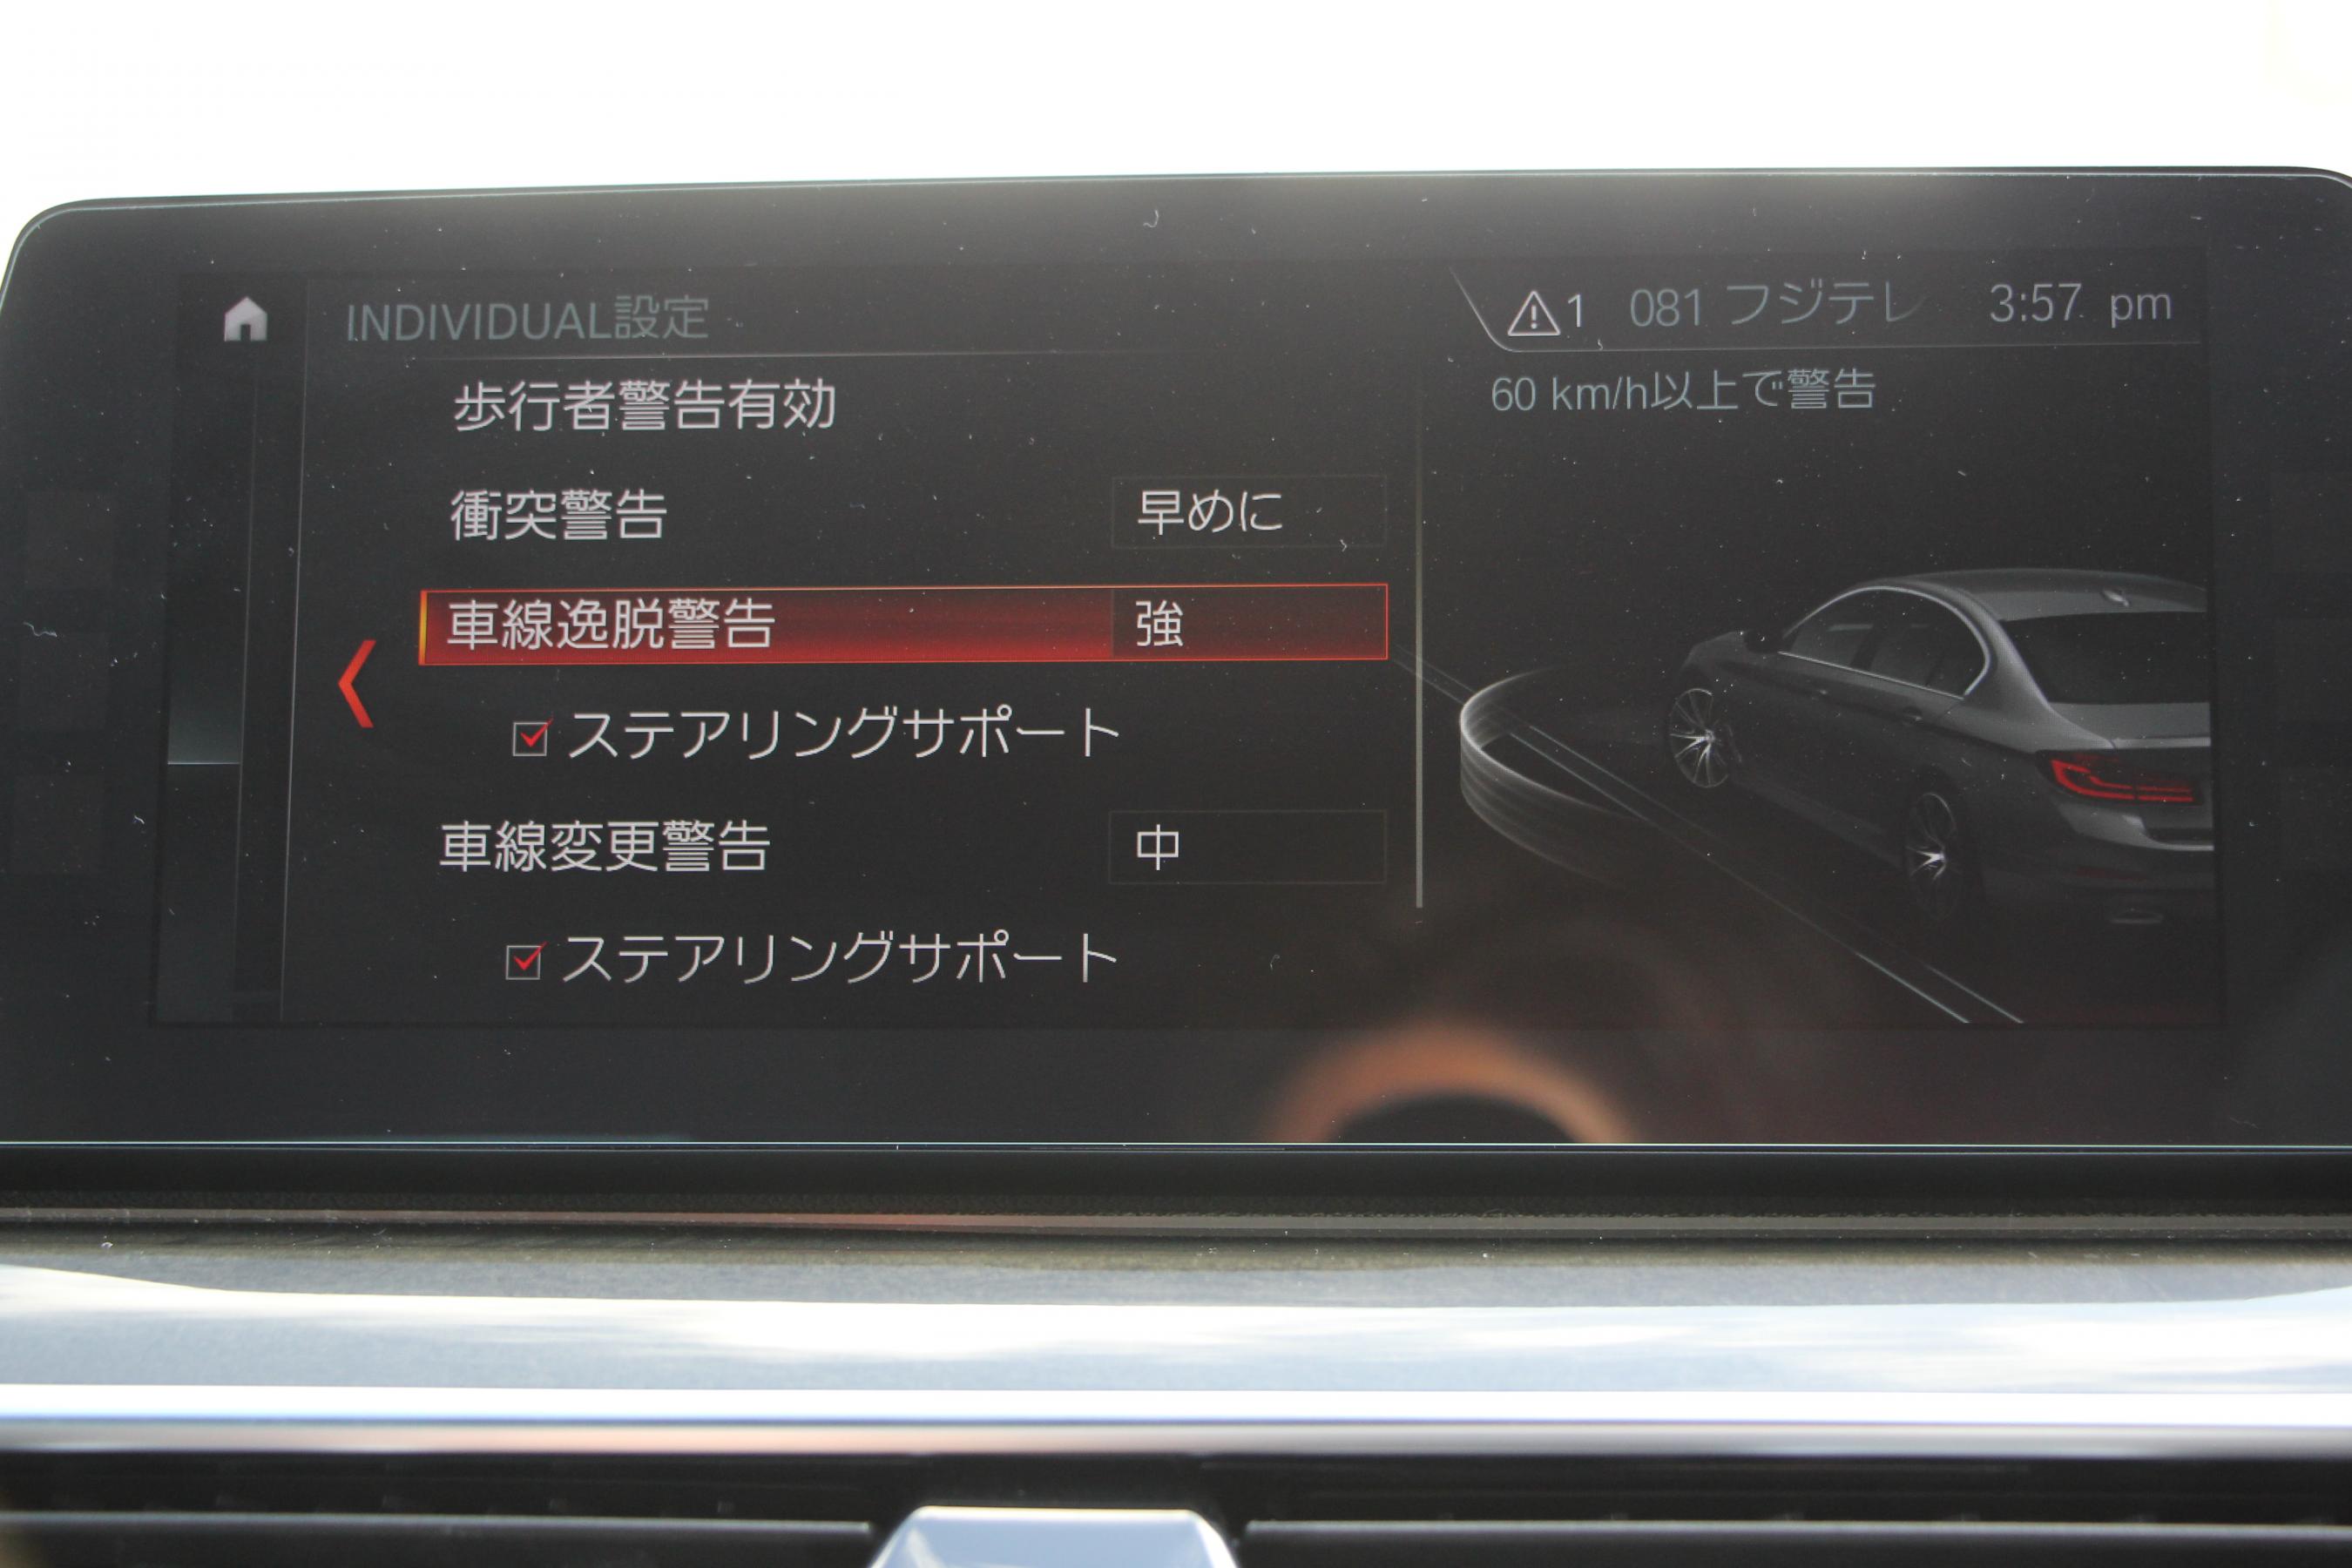 INDIVIDUAL設定
1 081 フジテレ 3:57 pm
歩行者警告有効
衝突警告 早めに
車線逸脱警告 強
ステアリングサポート
車線変更警告 中
ステアリングサポート
60 km/h以上で警告